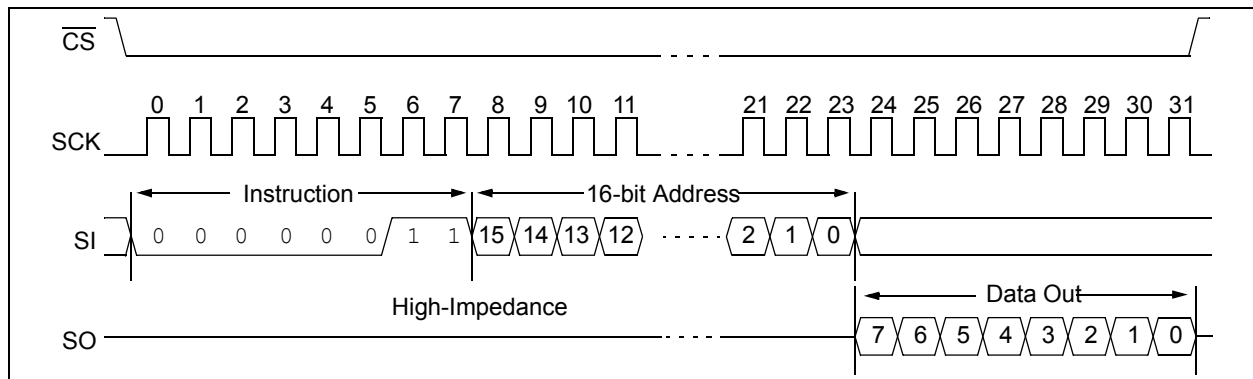 CS
0 1 2 3 4 5 6 7 8 9 10 11 21 22 23 24 25 26 27 28 29 30 31
SCK
Instruction 16-bit Address
SI 0 0 0 0 0 0 1 1 15 14 13 12 2 1 0
High-Impedance Data Out
SO 7 6 5 4 3 2 1 0